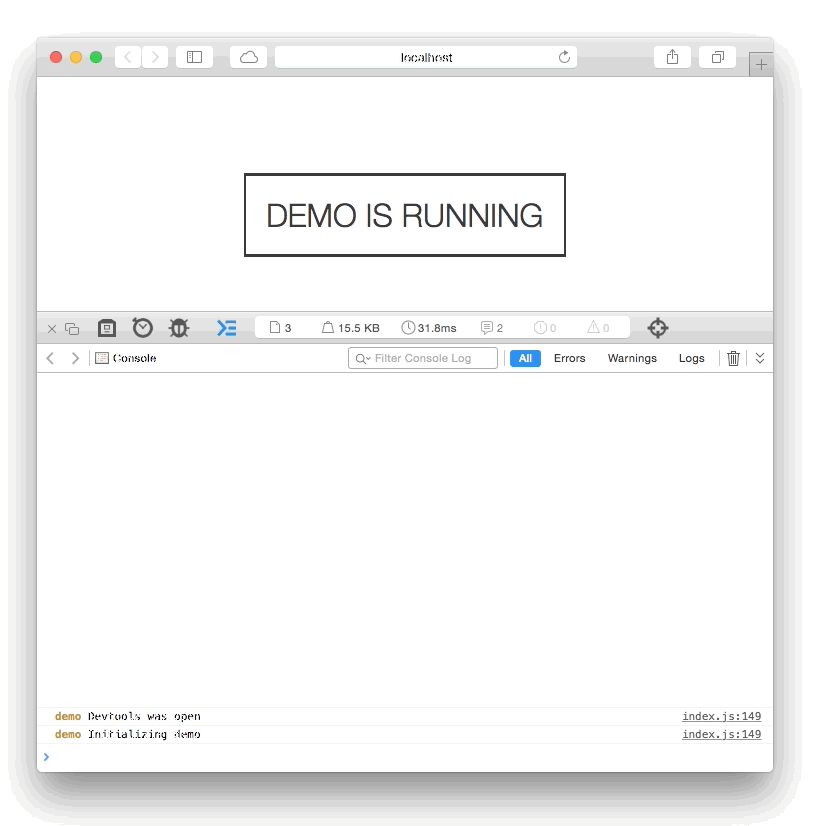 localhost
DEMO IS RUNNING
3 15.5 KB 31.8ms 2 0 0
Console Filter Console Log All Errors Warnings Logs
demo Devtools was open index.js:149
demo Initializing demo index.js:149